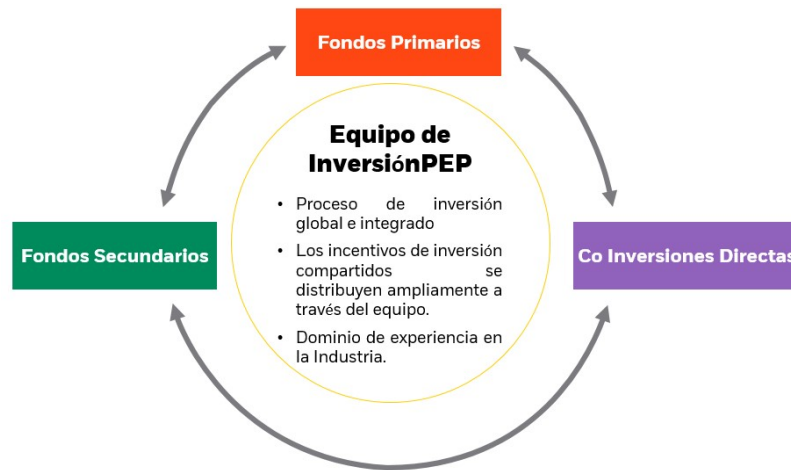 Fondos Primarios
Equipo de
InversiónPEP
• Proceso de inversión
global e integrado
• Los incentivos de inversión
compartidos se
distribuyen ampliamente a
través del equipo.
• Dominio de experiencia en
la Industria.
Fondos Secundarios
Co Inversiones Directas